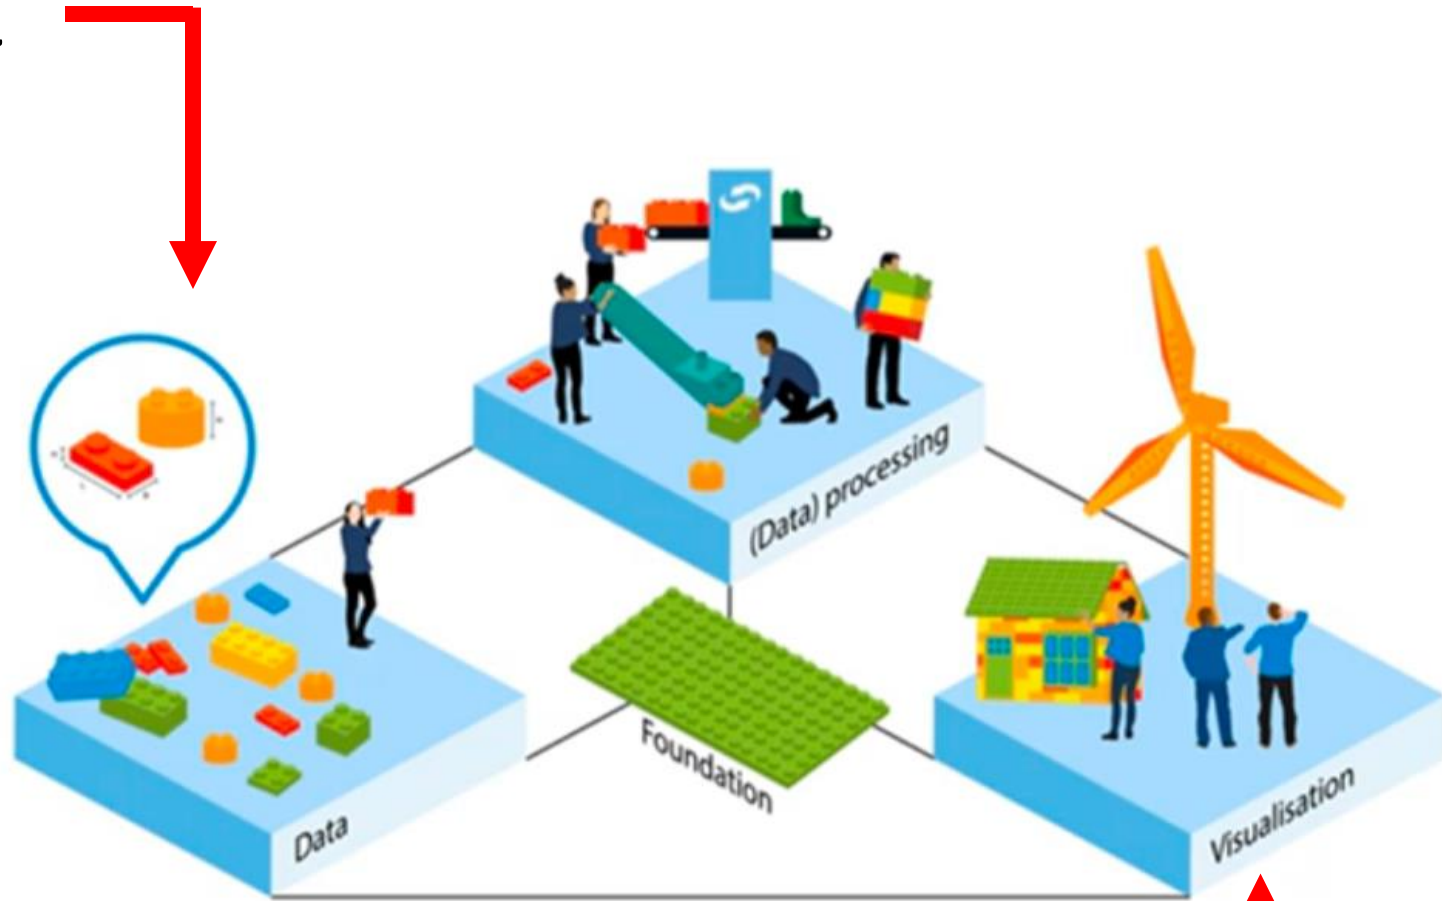 (Data) processing
Foundation
Data
Visualisation